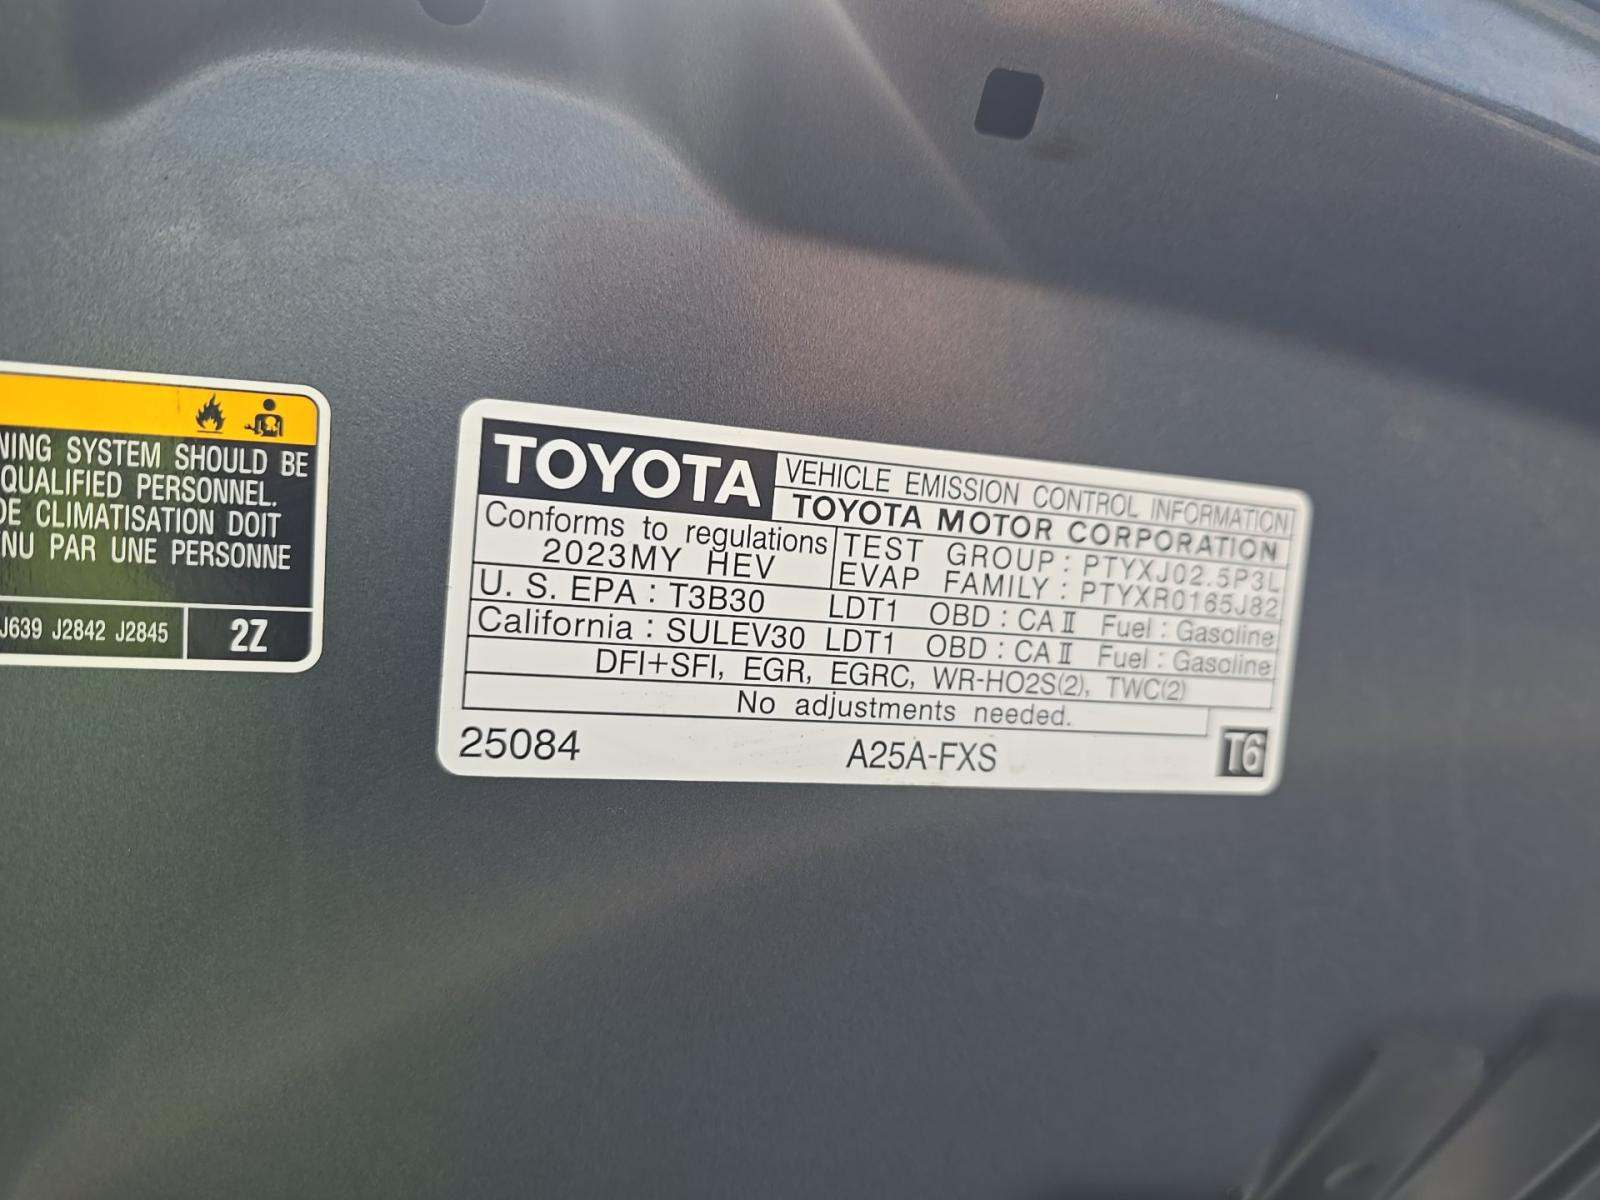 NING SYSTEM SHOULD BE
QUALIFIED PERSONNEL.
DE CLIMATISATION DOIT
NU PAR UNE PERSONNE
J639 J2842 J2845 2Z
TOYOTA VEHICLE EMISSION CONTROL INFORMATION
TOYOTA MOTOR CORPORATION
Conforms to regulations TEST GROUP : PTYXJ02.5P3L
2023MY HEV EVAP FAMILY : PTYXR0165J82
U. S. EPA : T3B30 LDT1 OBD : CA II Fuel : Gasoline
California : SULEV30 LDT1 OBD : CA II Fuel : Gasoline
DFI+SFI, EGR, EGRC, WR-HO2S(2), TWC(2)
No adjustments needed.
25084 A25A-FXS T6